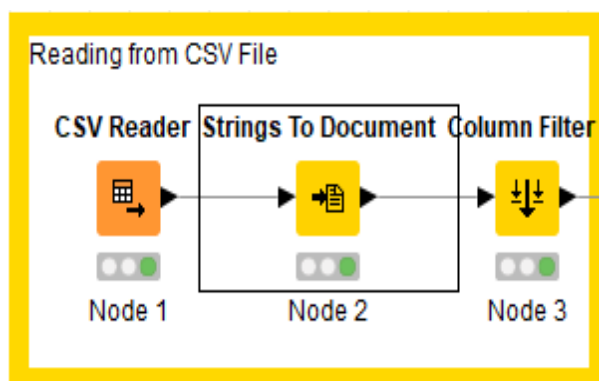 Reading from CSV File
CSV Reader Strings To Document Column Filter
Node 1 Node 2 Node 3